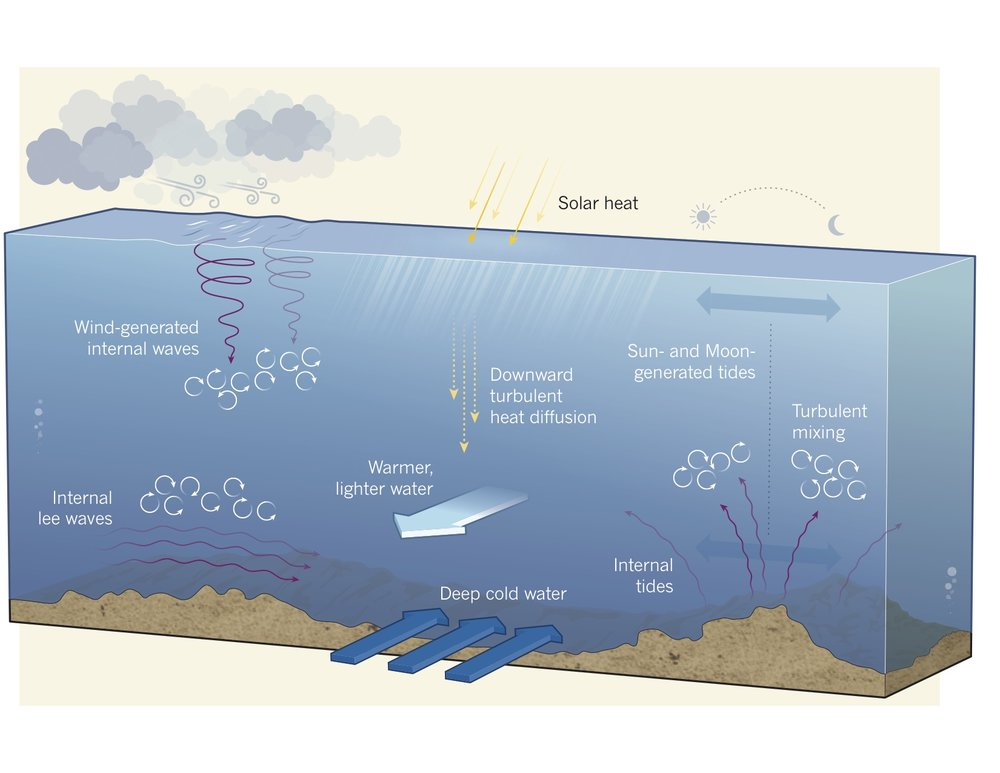 Solar heat
Wind-generated
internal waves
Sun- and Moon-
generated tides
Downward
turbulent
heat diffusion
Turbulent
mixing
Warmer,
lighter water
Internal
lee waves
Internal
tides
Deep cold water